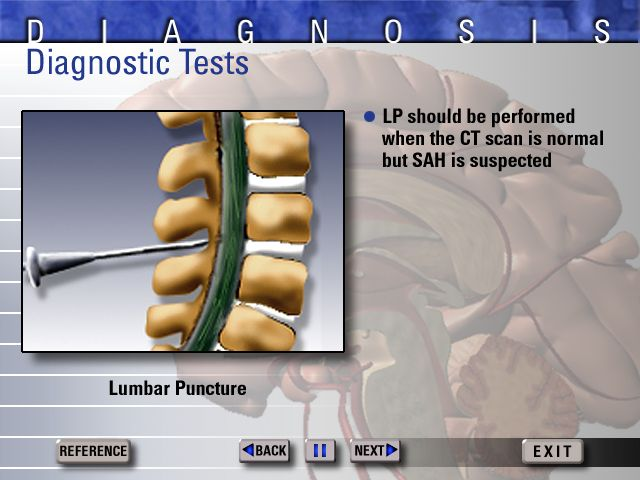 DIAGNOSIS
Diagnostic Tests
● LP should be performed
when the CT scan is normal
but SAH is suspected
Lumbar Puncture
REFERENCE
BACK
NEXT
EXIT